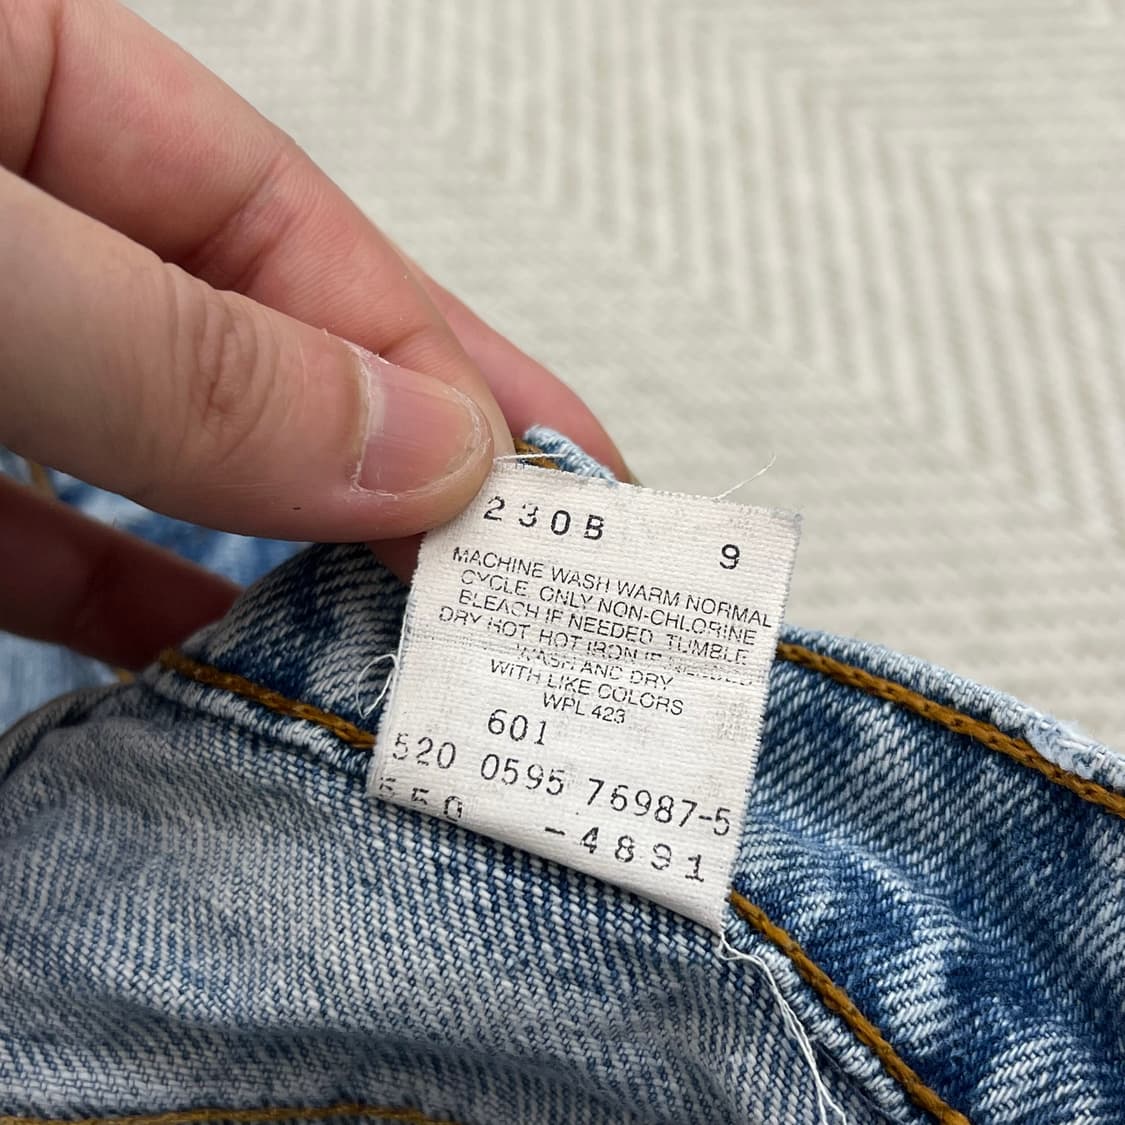 230B 9
MACHINE WASH WARM NORMAL
CYCLE. ONLY NON-CHLORINE
BLEACH IF NEEDED. TUMBLE
DRY HOT. HOT IRON IF
WASH AND DRY
WITH LIKE COLORS
WPL 423
601
520 0595 76987-5
550 -4891